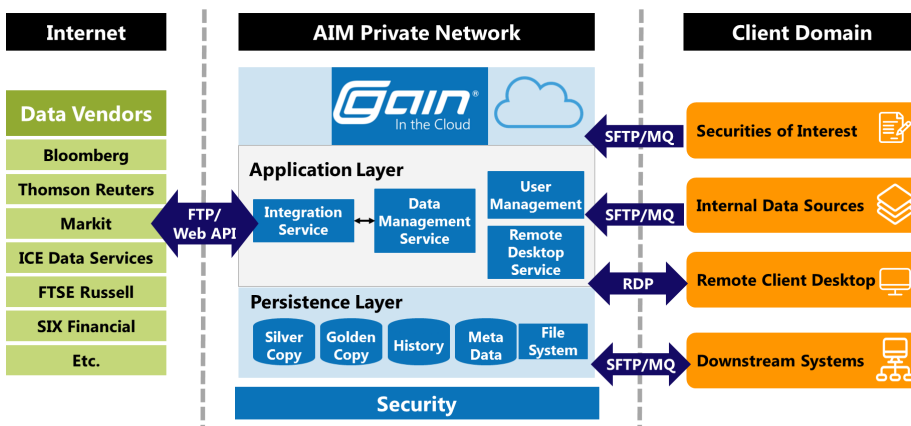 Internet
AIM Private Network
Client Domain
Data Vendors
Bloomberg
Thomson Reuters
Markit
ICE Data Services
FTSE Russell
SIX Financial
Etc.
FTP/
Web API
Gain®
In the Cloud
Application Layer
Integration
Service
Data
Management
Service
User
Management
Remote
Desktop
Service
Persistence Layer
Silver
Copy
Golden
Copy
History
Meta
Data
File
System
Security
SFTP/MQ
SFTP/MQ
RDP
SFTP/MQ
Securities of Interest
Internal Data Sources
Remote Client Desktop
Downstream Systems